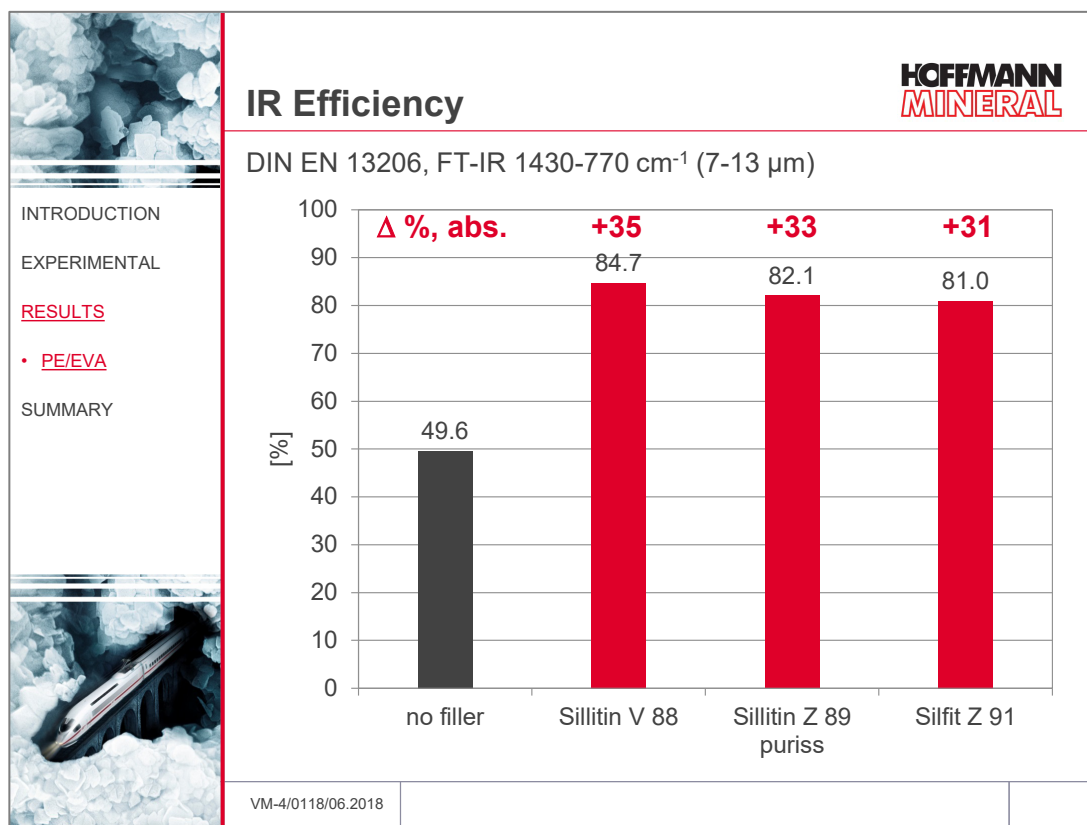 HOFFMANN
MINERAL
IR Efficiency
DIN EN 13206, FT-IR 1430-770 cm⁻¹ (7-13 µm)
INTRODUCTION
EXPERIMENTAL
RESULTS
• PE/EVA
SUMMARY
[%]
100
90
80
70
60
50
40
30
20
10
0
Δ %, abs. +35 +33 +31
49.6 84.7 82.1 81.0
no filler Sillitin V 88 Sillitin Z 89 Silfit Z 91
puriss
VM-4/0118/06.2018